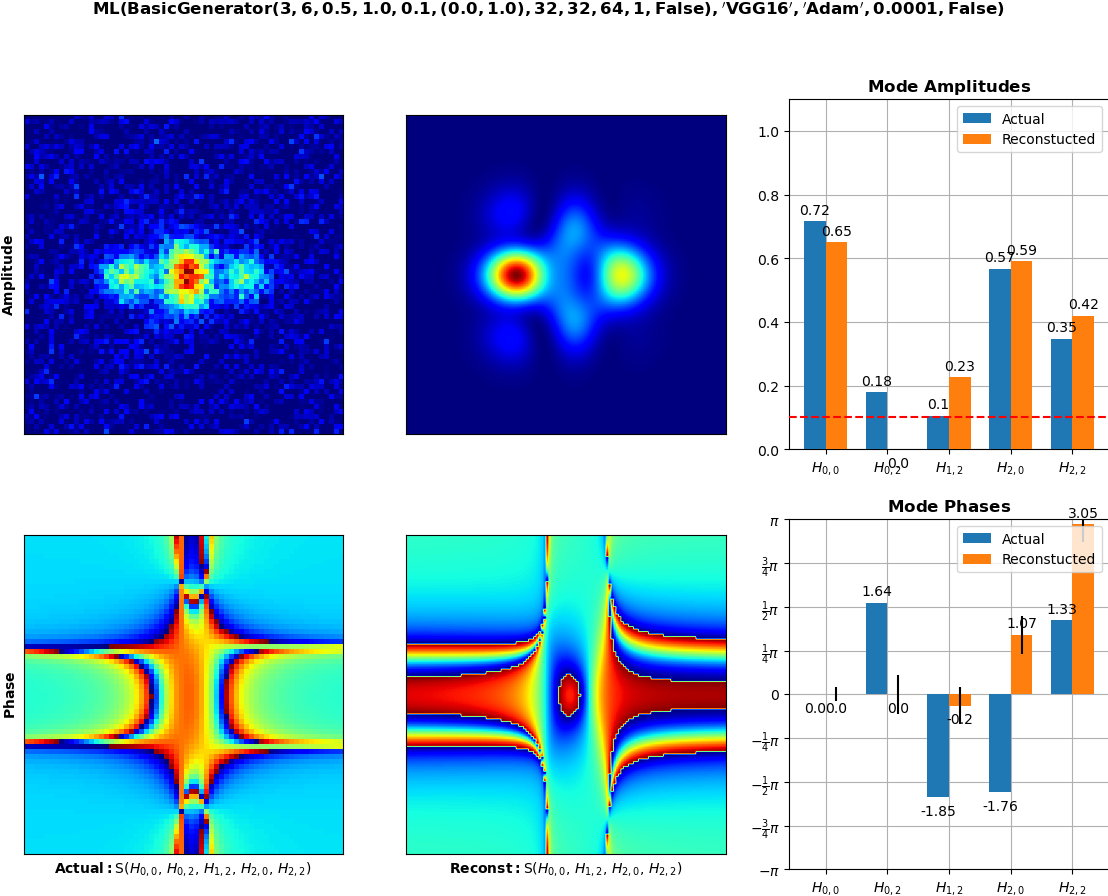 ML(BasicGenerator(3, 6, 0.5, 1.0, 0.1, (0.0, 1.0), 32, 32, 64, 1, False), 'VGG16', 'Adam', 0.0001, False)
Amplitude
Mode Amplitudes
Actual
Reconstucted
1.0
0.8
0.6
0.4
0.2
0.0
0.72
0.65
0.18
0.0
0.1
0.23
0.57
0.59
0.35
0.42
H0,0
H0,2
H1,2
H2,0
H2,2
Phase
Actual: S(H0,0, H0,2, H1,2, H2,0, H2,2)
Reconst: S(H0,0, H1,2, H2,0, H2,2)
Mode Phases
Actual
Reconstucted
π
3/4π
1/2π
1/4π
0
−1/4π
−1/2π
−3/4π
−π
0.0
0.0
1.64
0.0
-1.85
-0.2
-1.76
1.07
1.33
3.05
H0,0
H0,2
H1,2
H2,0
H2,2